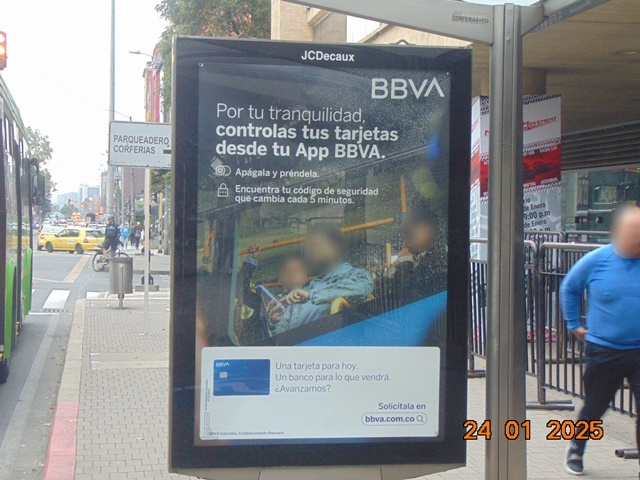 CORFERIAS
JCDecaux
BBVA
Por tu tranquilidad,
controlas tus tarjetas
desde tu App BBVA.
Apágala y préndela.
Encuentra tu código de seguridad
que cambia cada 5 minutos.
PARQUEADERO
CORFERIAS
BBVA
Una tarjeta para hoy.
Un banco para lo que vendrá.
¿Avanzamos?
Solicítala en
bbva.com.co
BBVA Colombia. Establecimiento Bancario
24 01 2025